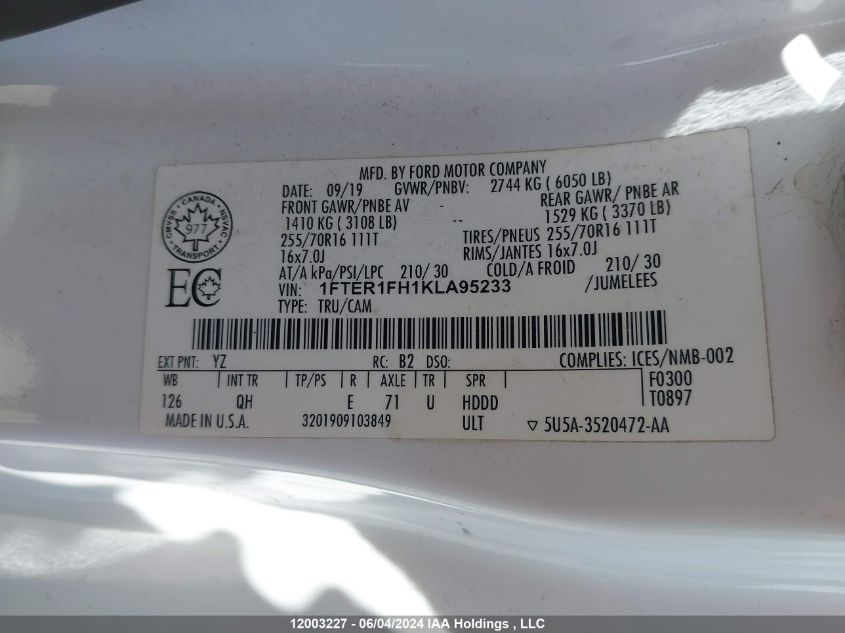 MFD. BY FORD MOTOR COMPANY
DATE: 09/19 GVWR/PNBV: 2744 KG ( 6050 LB)
FRONT GAWR/PNBE AV - REAR GAWR/ PNBE AR
1410 KG ( 3108 LB) -- 1529 KG ( 3370 LB)
255/70R16 111T TIRES/PNEUS 255/70R16 111T
16x7.0J RIMS/JANTES 16x7.0J
AT/A kPa/PSI/LPC 210/ 30 COLD/A FROID 210/ 30
VIN: 1FTER1FH1KLA95233 /JUMELEES
TYPE: TRU/CAM
CMVSS · CANADA · NSVAC
977
TRANSPORT
EC
EXT PNT: YZ RC: B2 DSO: COMPLIES: ICES/NMB-002
WB INT TR TP/PS R AXLE TR SPR F0300
126 QH E 71 U HDDD T0897
MADE IN U.S.A. 3201909103849 ULT ▽ 5U5A-3520472-AA
12003227 - 06/04/2024 IAA Holdings , LLC